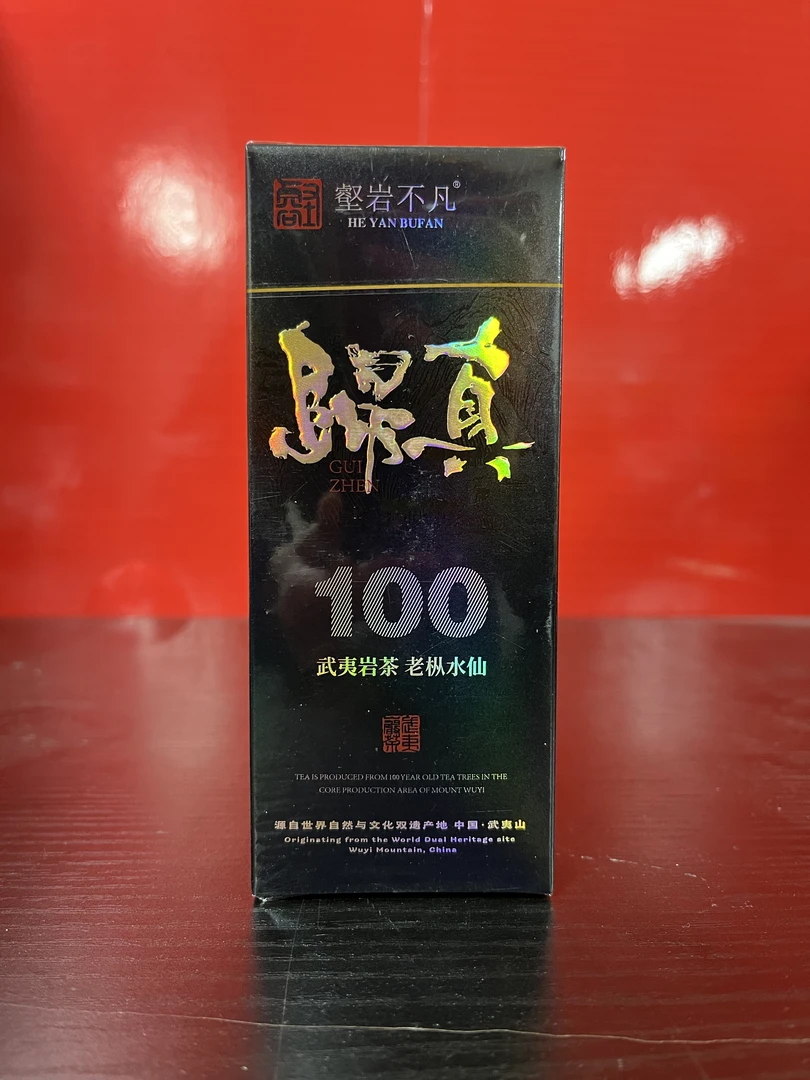 壑岩不凡®
HE YAN BUFAN
歸真
GUI
ZHEN
100
武夷岩茶 老枞水仙
TEA IS PRODUCED FROM 100 YEAR OLD TEA TREES IN THE
CORE PRODUCTION AREA OF MOUNT WUYI
源自世界自然与文化双遗产地 中国·武夷山
Originating from the World Dual Heritage site
Wuyi Mountain, China